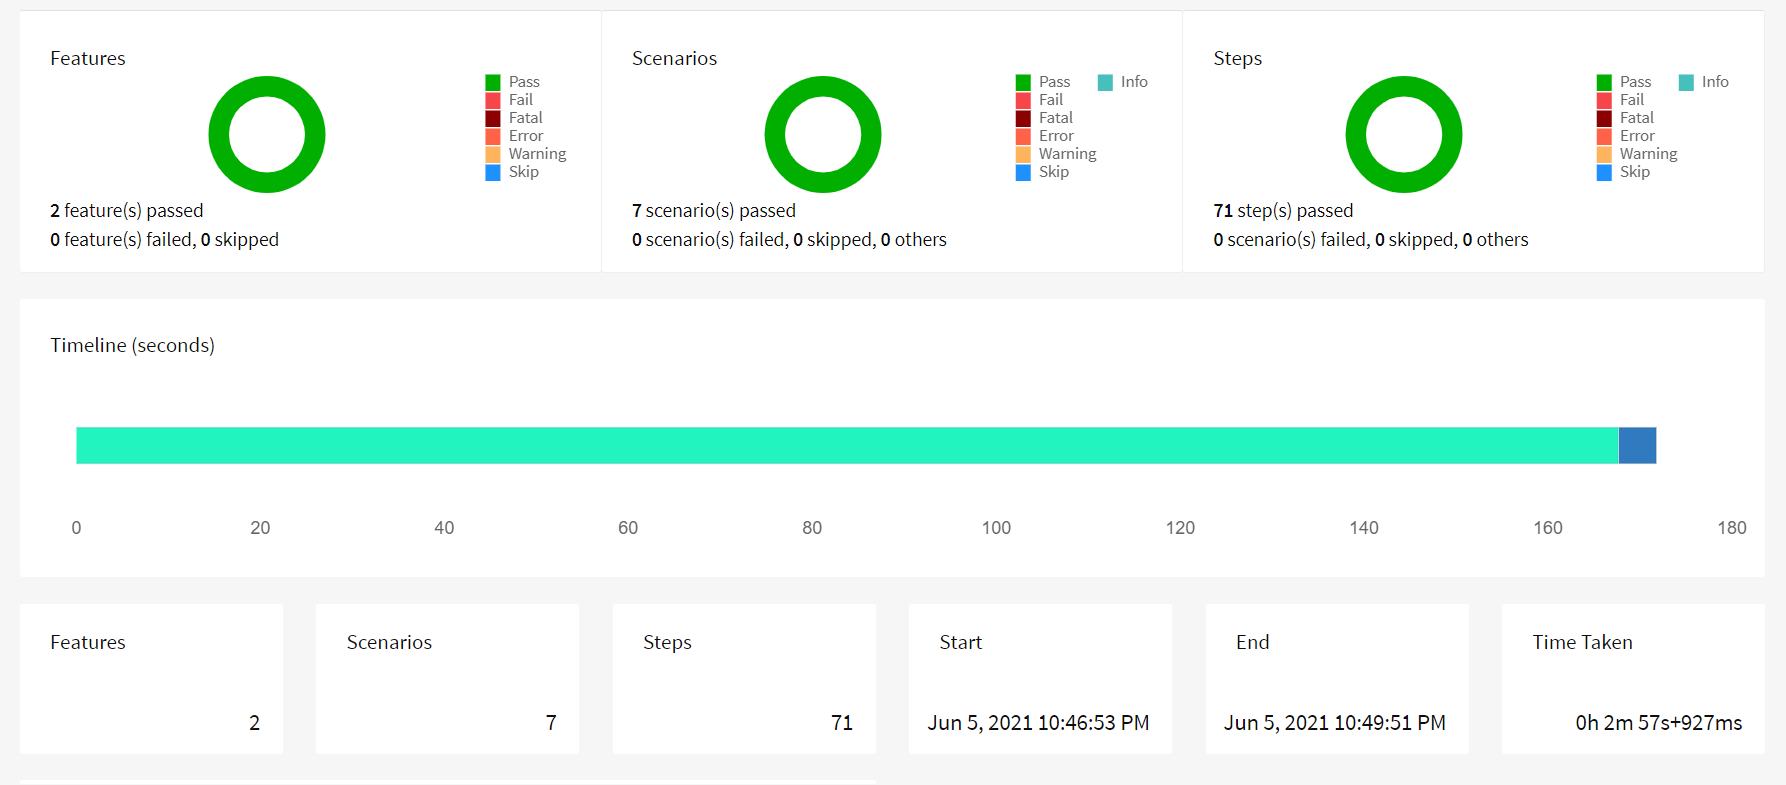 Features
Pass
Fail
Fatal
Error
Warning
Skip
2 feature(s) passed
0 feature(s) failed, 0 skipped
Scenarios
Pass
Info
Fail
Fatal
Error
Warning
Skip
7 scenario(s) passed
0 scenario(s) failed, 0 skipped, 0 others
Steps
Pass
Info
Fail
Fatal
Error
Warning
Skip
71 step(s) passed
0 scenario(s) failed, 0 skipped, 0 others
Timeline (seconds)
0 20 40 60 80 100 120 140 160 180
Features
2
Scenarios
7
Steps
71
Start
Jun 5, 2021 10:46:53 PM
End
Jun 5, 2021 10:49:51 PM
Time Taken
0h 2m 57s+927ms